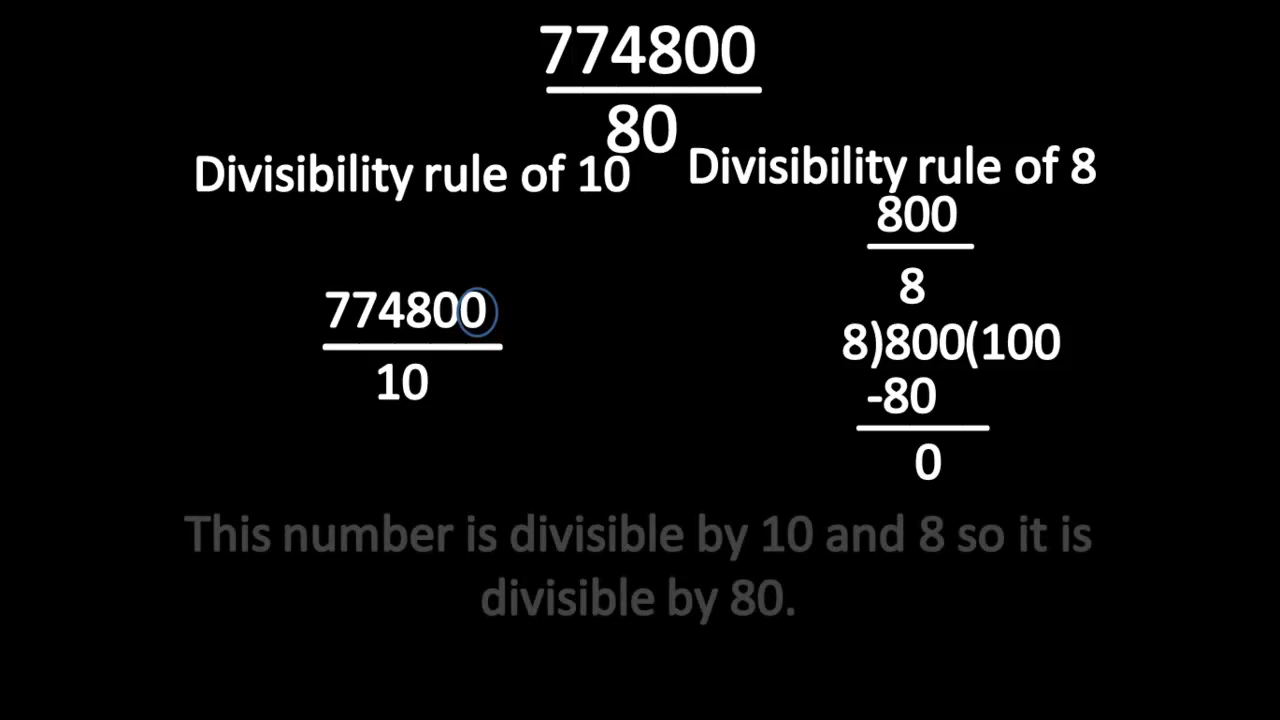 774800
80
Divisibility rule of 10
774800
10
Divisibility rule of 8
800
8
8)800(100
-80
0
This number is divisible by 10 and 8 so it is
divisible by 80.